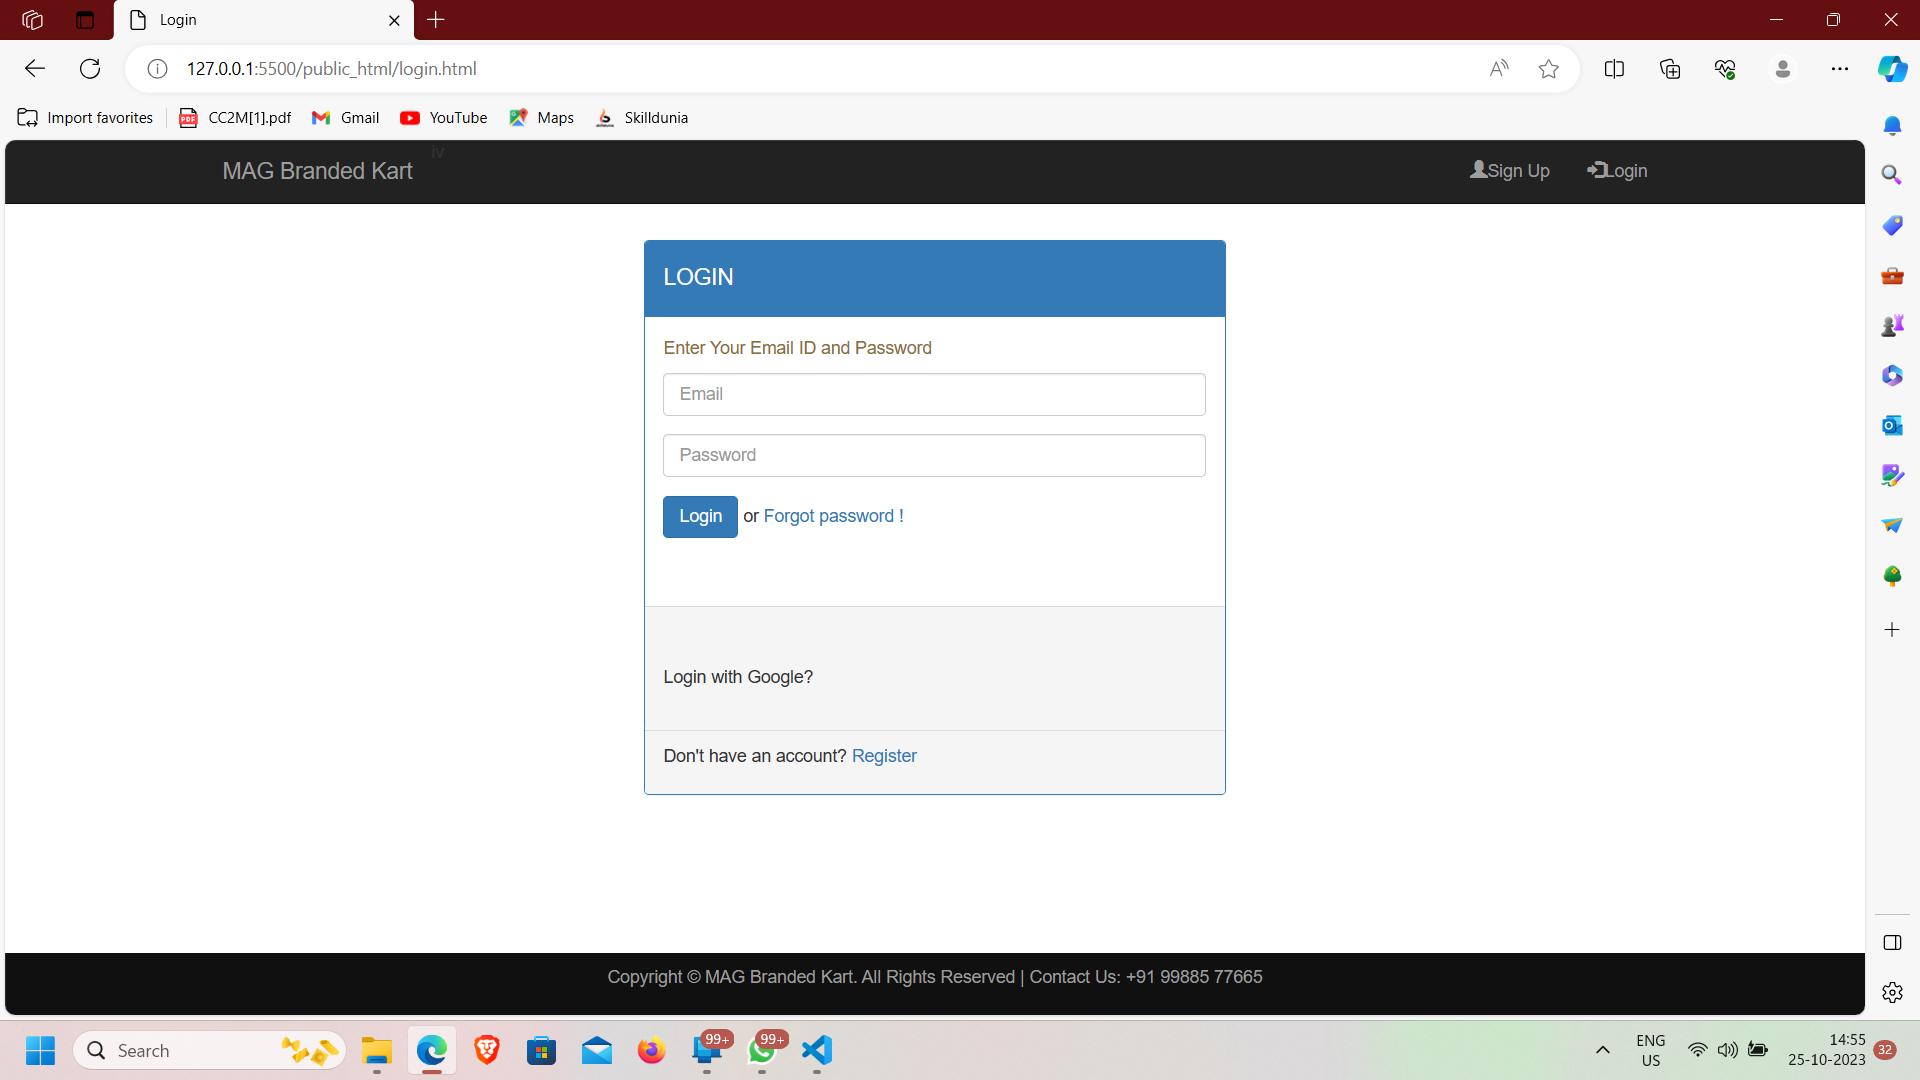 Login
127.0.0.1:5500/public_html/login.html
Import favorites CC2M[1].pdf Gmail YouTube Maps Skilldunia
iv
MAG Branded Kart Sign Up Login
LOGIN
Enter Your Email ID and Password
Email
Password
Login or Forgot password !
Login with Google?
Don't have an account? Register
Copyright © MAG Branded Kart. All Rights Reserved | Contact Us: +91 99885 77665
Search 99+ 99+ ENG 14:55
US 25-10-2023 32